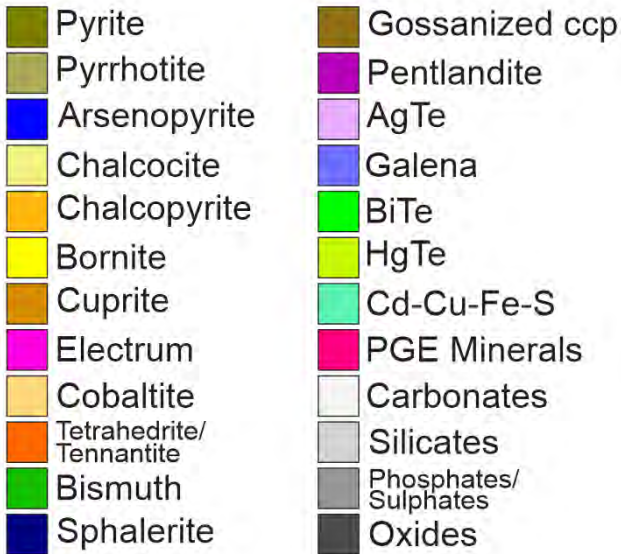 Pyrite
Pyrrhotite
Arsenopyrite
Chalcocite
Chalcopyrite
Bornite
Cuprite
Electrum
Cobaltite
Tetrahedrite/
Tennantite
Bismuth
Sphalerite
Gossanized ccp
Pentlandite
AgTe
Galena
BiTe
HgTe
Cd-Cu-Fe-S
PGE Minerals
Carbonates
Silicates
Phosphates/
Sulphates
Oxides